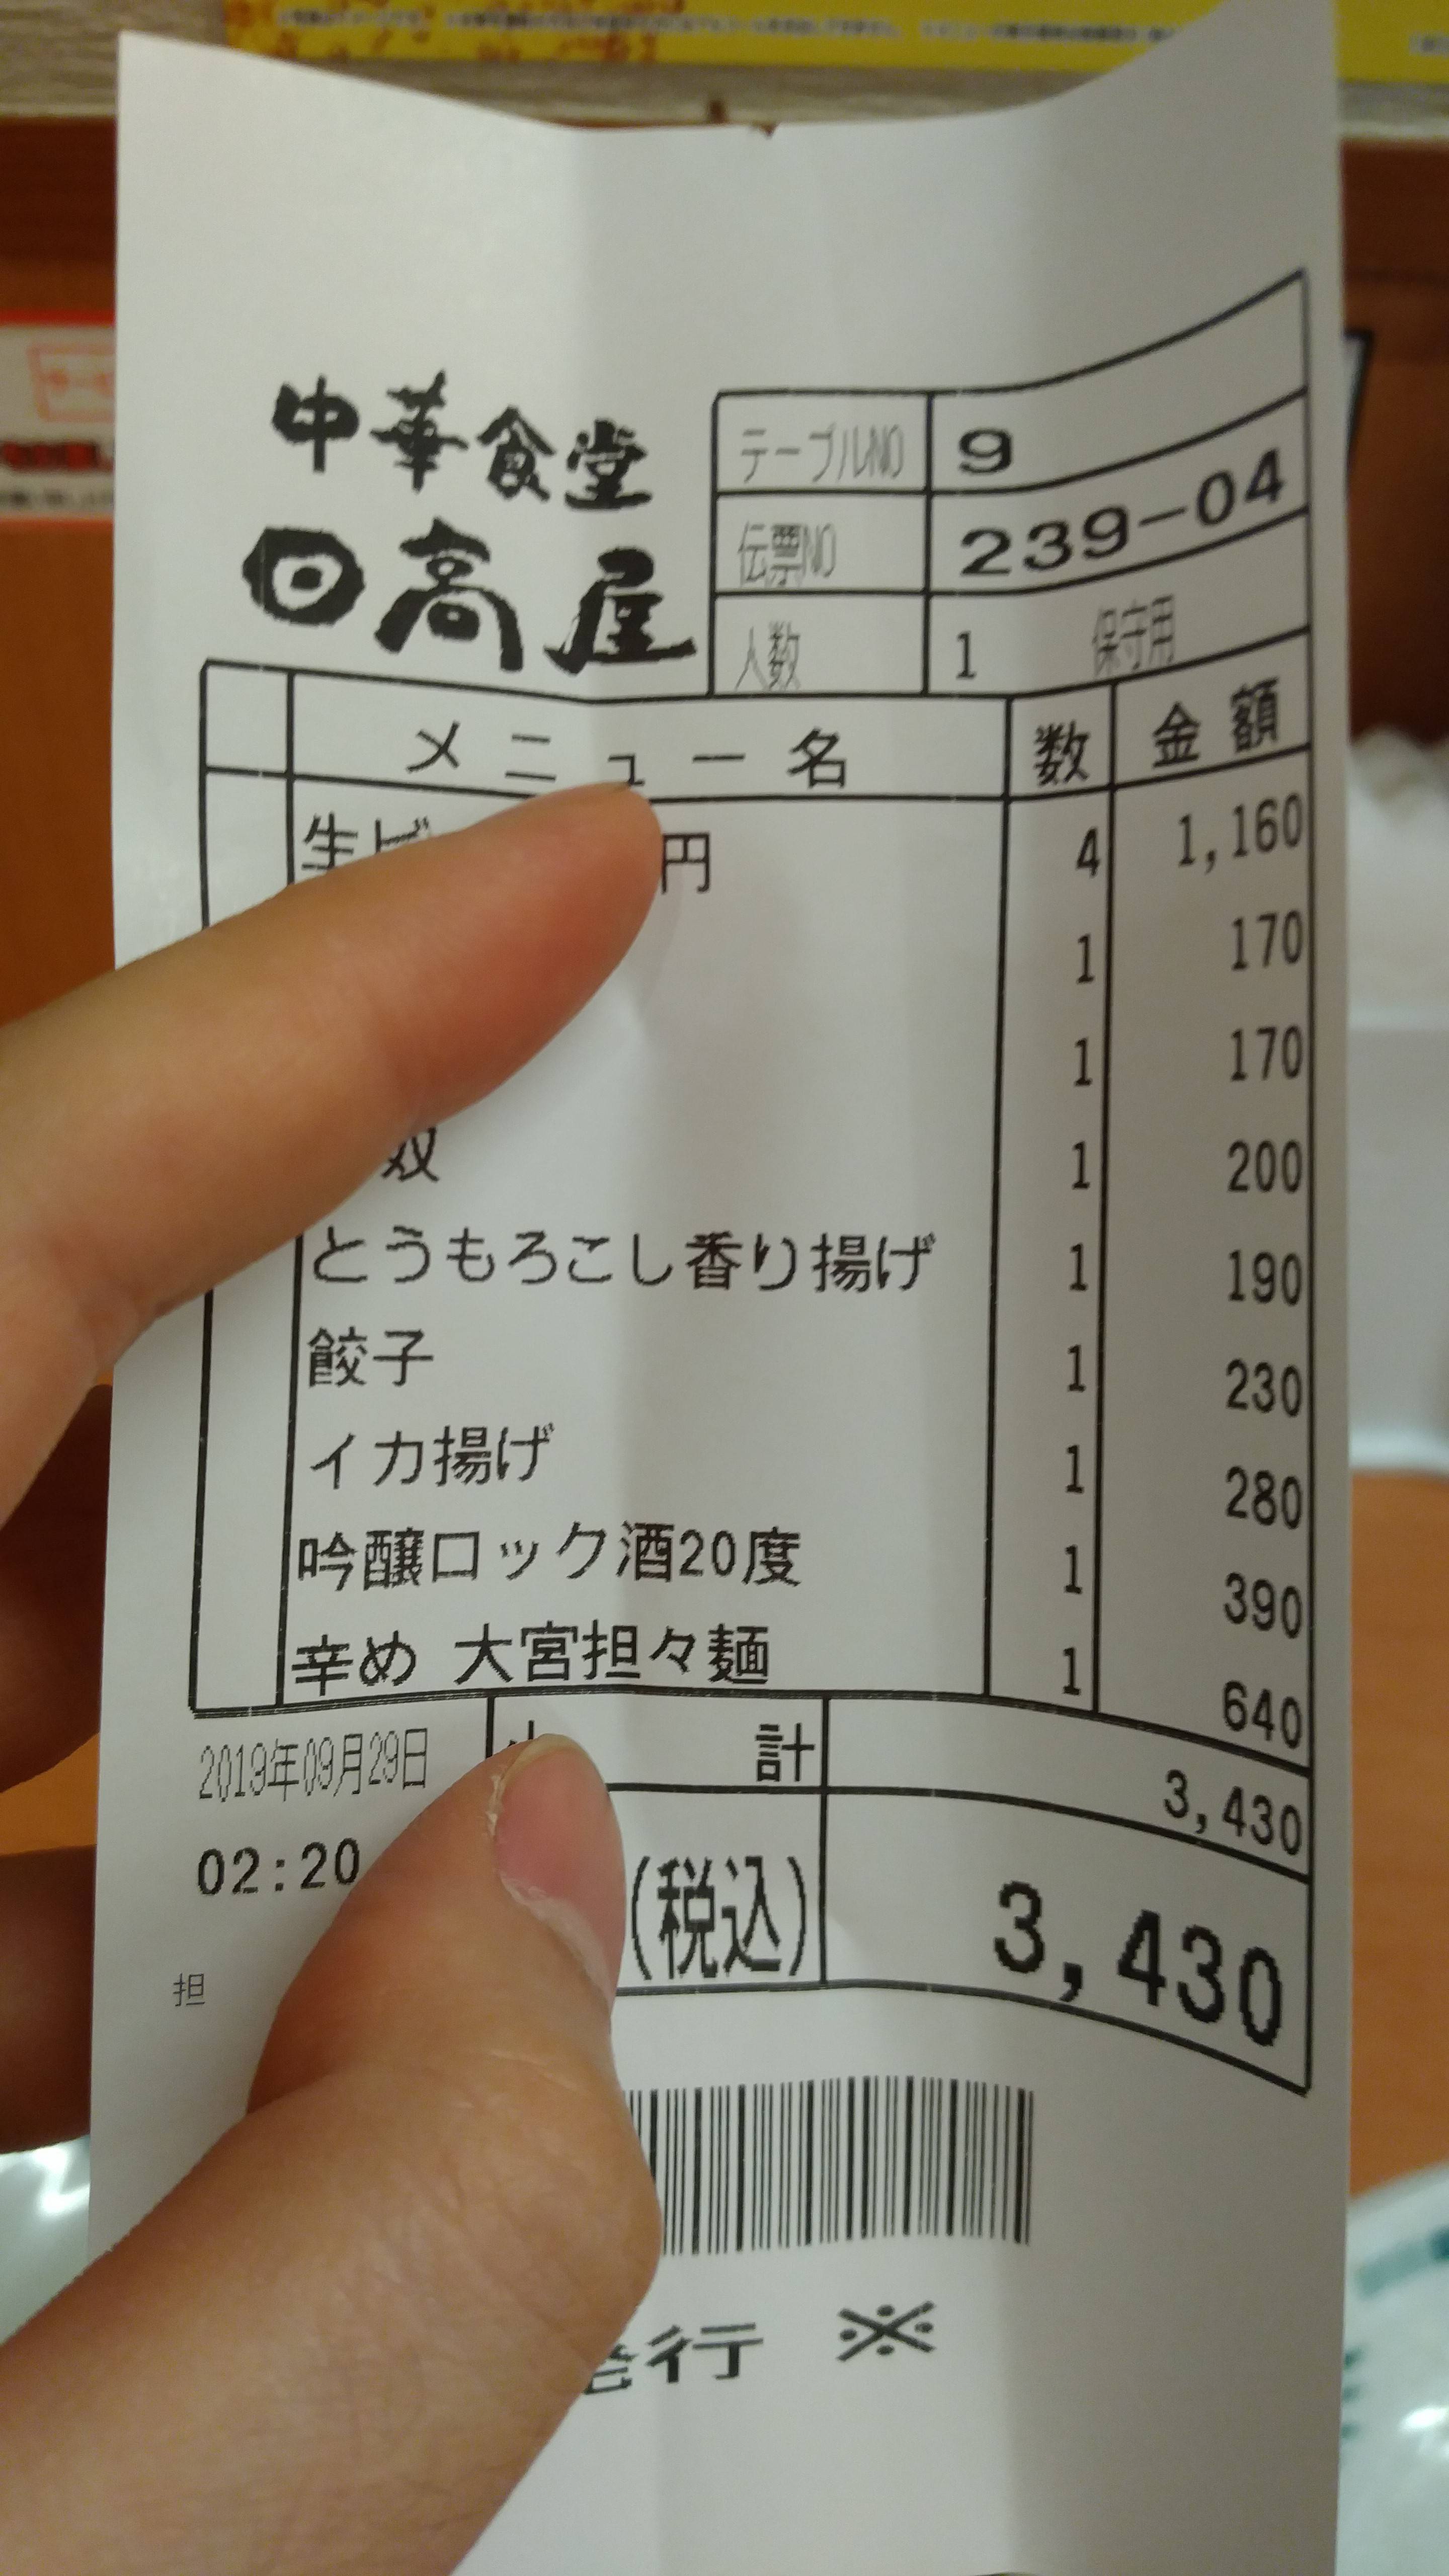 中華食堂
日高屋
テーブルNO 9
伝票NO 239-04
人数 1 保守用
メニュー名 数 金額
生ビ 円 4 1,160
1 170
1 170
奴 1 200
とうもろこし香り揚げ 1 190
餃子 1 230
イカ揚げ 1 280
吟醸ロック酒20度 1 390
辛め 大宮担々麺 1 640
2019年09月29日 計 3,430
02:20 (税込) 3,430
担
行 ※